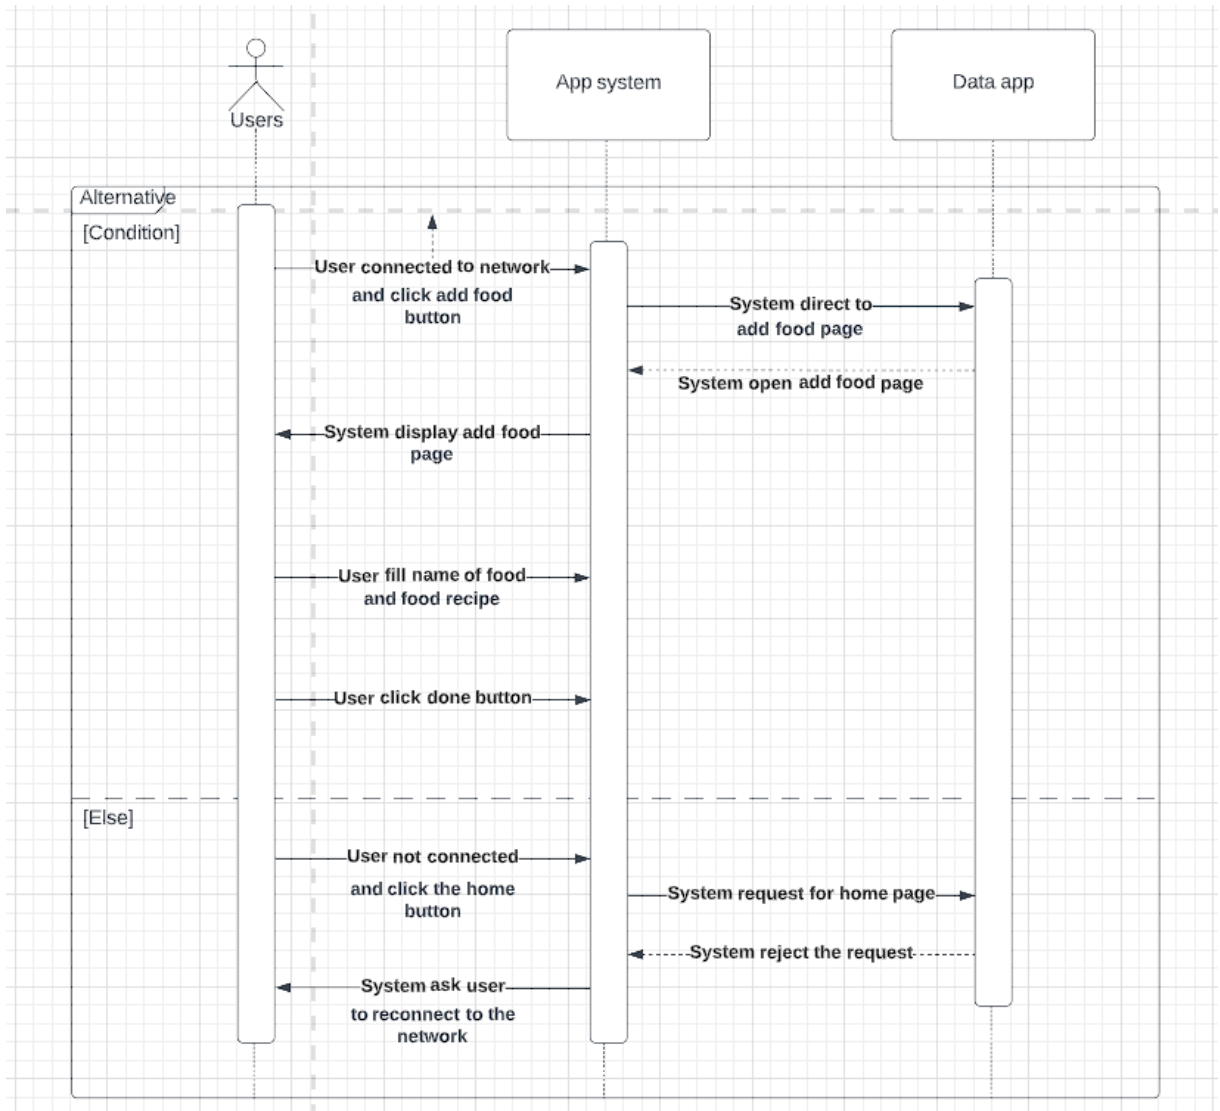 Users
App system
Data app
Alternative
[Condition]
User connected to network
and click add food
button
System direct to
add food page
System open add food page
System display add food
page
User fill name of food
and food recipe
User click done button
[Else]
User not connected
and click the home
button
System request for home page
System reject the request
System ask user
to reconnect to the
network